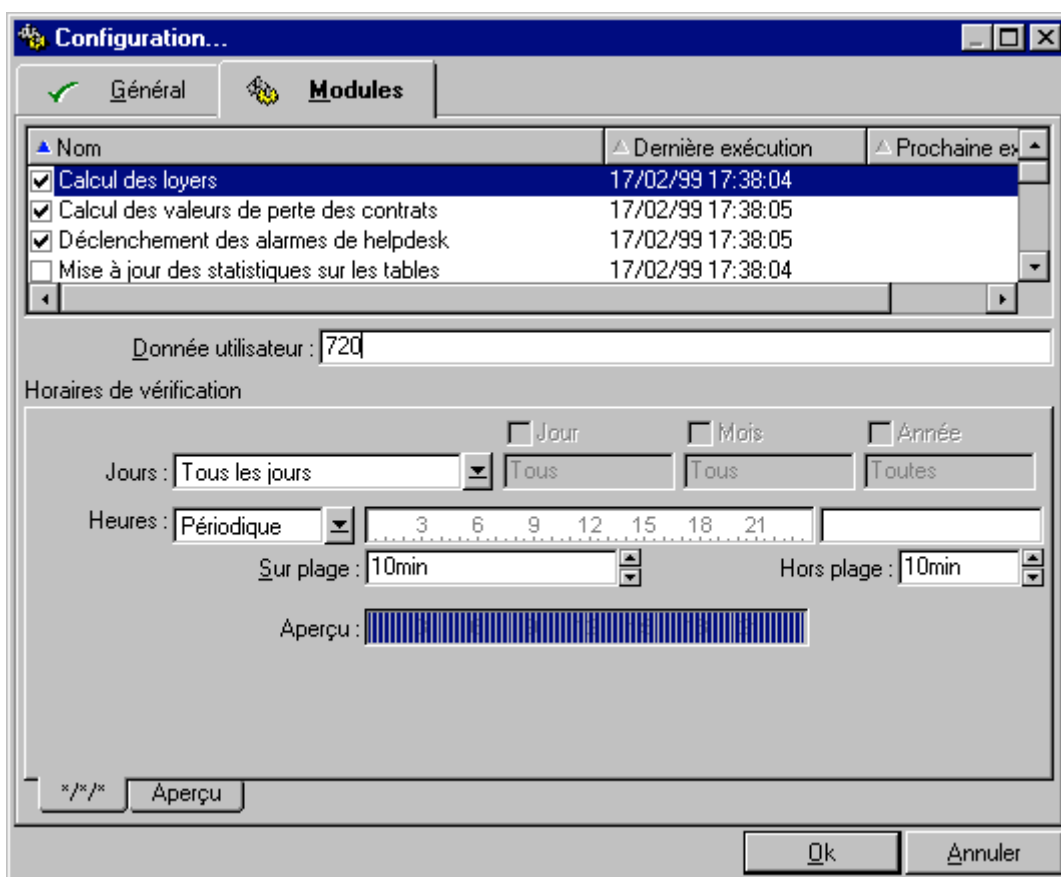 Configuration...
Général Modules
Nom Dernière exécution Prochaine ex
Calcul des loyers 17/02/99 17:38:04
Calcul des valeurs de perte des contrats 17/02/99 17:38:05
Déclenchement des alarmes de helpdesk 17/02/99 17:38:05
Mise à jour des statistiques sur les tables 17/02/99 17:38:04
Donnée utilisateur : 720
Horaires de vérification
Jour Mois Année
Jours : Tous les jours Tous Tous Toutes
Heures : Périodique 3 6 9 12 15 18 21
Sur plage : 10min Hors plage : 10min
Aperçu :
*/*/* Aperçu
Ok Annuler